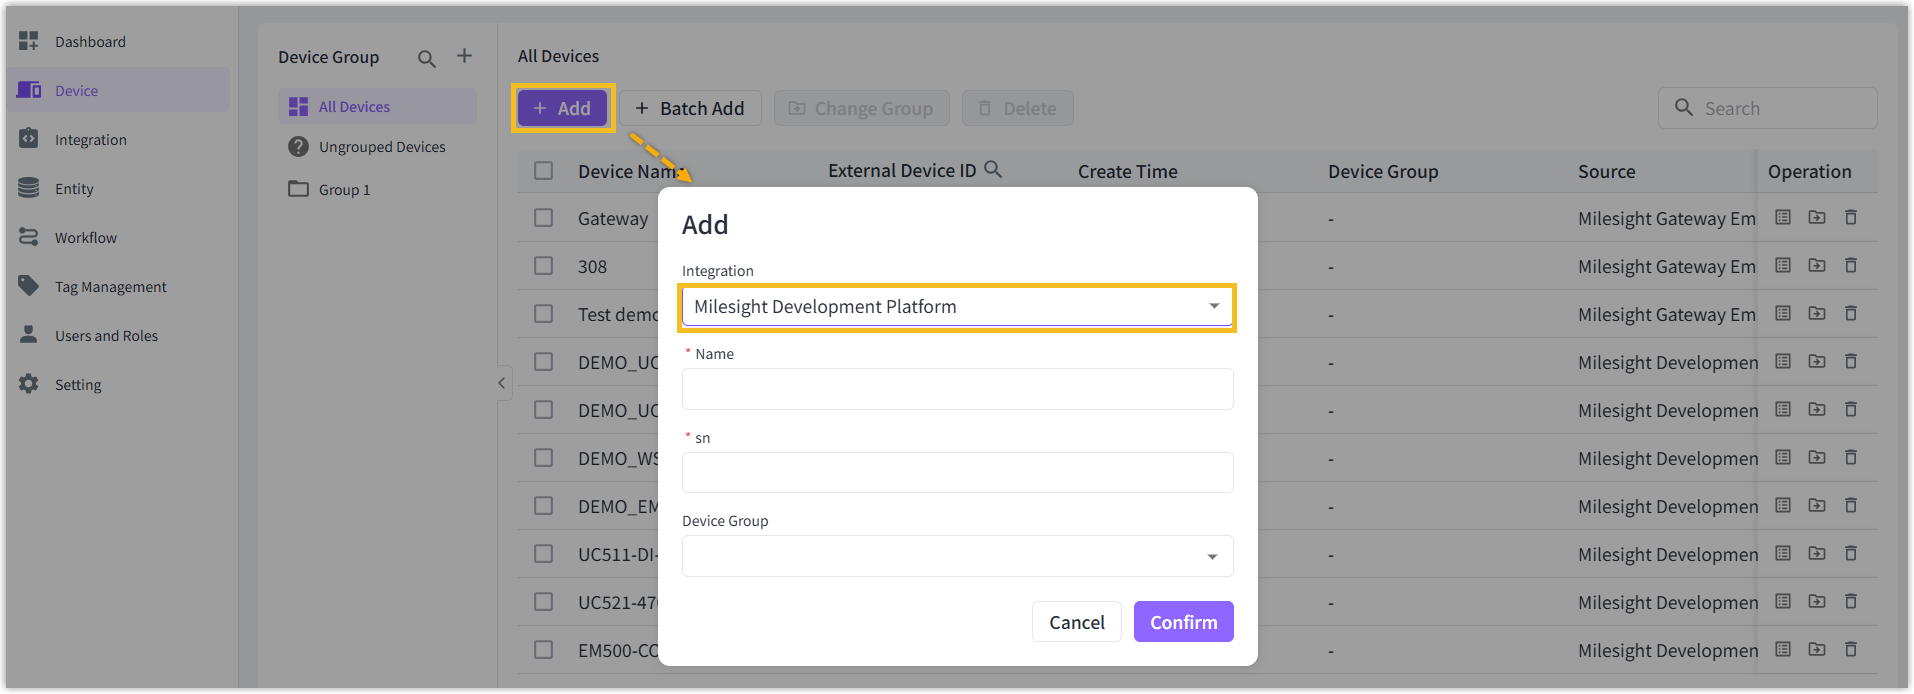 Dashboard
Device
Integration
Entity
Workflow
Tag Management
Users and Roles
Setting
Device Group
All Devices
Ungrouped Devices
Group 1
All Devices
+ Add
+ Batch Add
Change Group
Delete
Search
Device Name
External Device ID
Create Time
Device Group
Source
Operation
Gateway
-
Milesight Gateway Em
308
-
Milesight Gateway Em
Test demo
-
Milesight Gateway Em
DEMO_UC
-
Milesight Developmen
DEMO_UC
-
Milesight Developmen
DEMO_WS
-
Milesight Developmen
DEMO_EM
-
Milesight Developmen
UC511-DI-
-
Milesight Developmen
UC521-470
-
Milesight Developmen
EM500-CO
-
Milesight Developmen
Add
Integration
Milesight Development Platform
* Name
* sn
Device Group
Cancel
Confirm